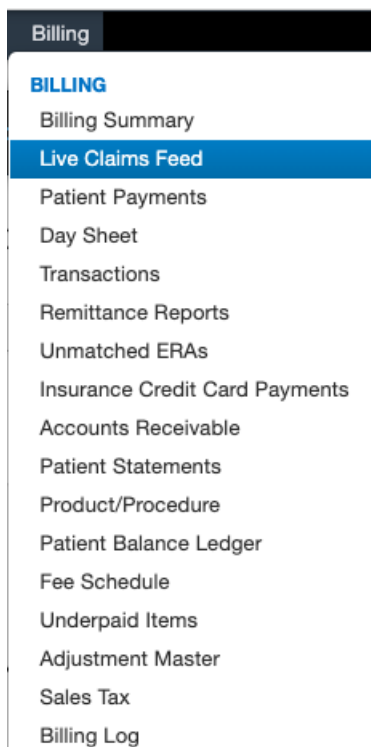 Billing
BILLING
Billing Summary
Live Claims Feed
Patient Payments
Day Sheet
Transactions
Remittance Reports
Unmatched ERAs
Insurance Credit Card Payments
Accounts Receivable
Patient Statements
Product/Procedure
Patient Balance Ledger
Fee Schedule
Underpaid Items
Adjustment Master
Sales Tax
Billing Log